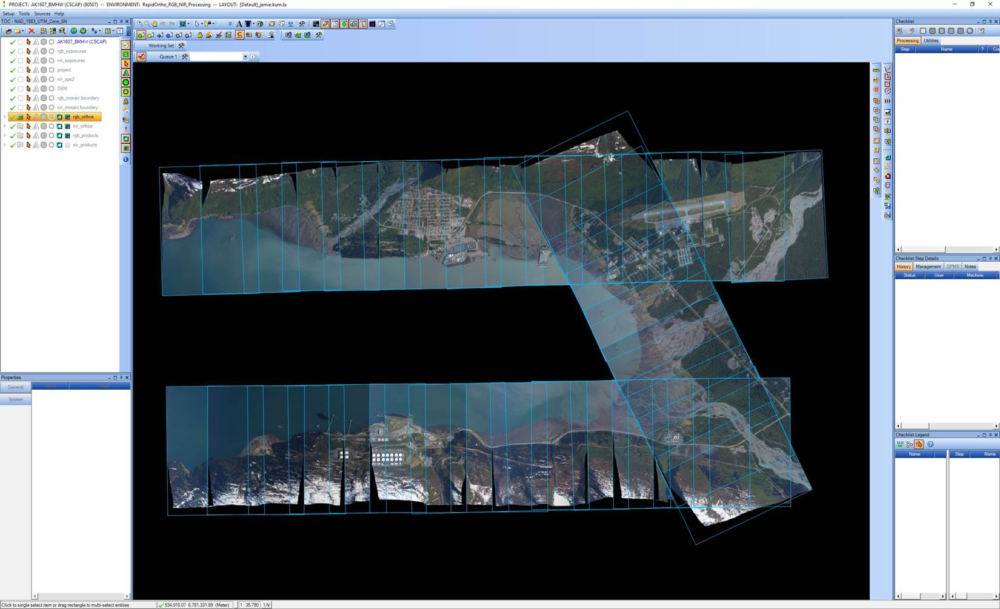 PROJECT: AK1607_BMHW (CSCAP) (80507) -- ENVIRONMENT: RapidOrtho_RGB_NIR_Processing -- LAYOUT: [Default]_jamie.kum.la
Setup Tools Sources Help
TOC - NAD_1983_UTM_Zone_6N
AK1607_BMHW (CSCAP)
rgb_exposures
nir_exposures
project
nir_xps2
DEM
rgb_mosaic boundary
nir_mosaic boundary
rgb_orthos
nir_orthos
rgb_products
nir_products
0
Working Set
Queue 1
Properties
General
System
Checklist
Processing Utilities
Step Name ?
Checklist Step Details
History Management DPMS Notes
Status User Machine
Checklist Legend
Name Step Name
Click to single select item or drag rectangle to multi-select entities
534,910.07 6,781,331.89 (Meter) 1 : 35,790 1:N